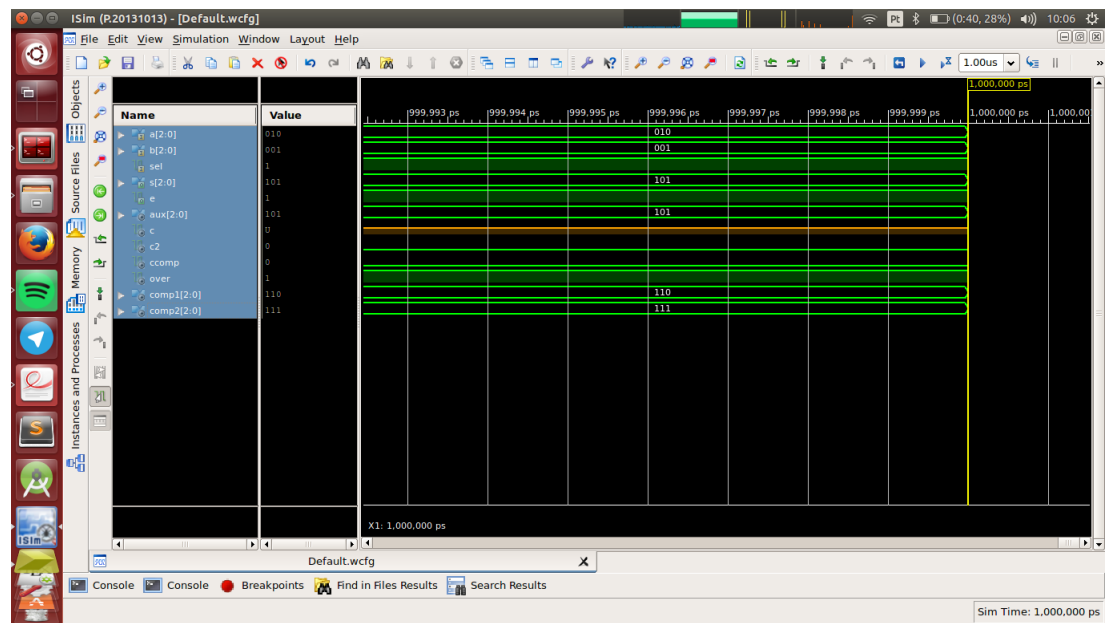 ISim (P.20131013) - [Default.wcfg]
Pt
(0:40, 28%)
10:06
File Edit View Simulation Window Layout Help
1.00us
»
Objects
Source Files
Memory
Instances and Processes
Name
Value
1,000,000 ps
999,993 ps 999,994 ps 999,995 ps 999,996 ps 999,997 ps 999,998 ps 999,999 ps 1,000,000 ps 1,000,00
a[2:0] 010 010
b[2:0] 001 001
sel 1
s[2:0] 101 101
e 1
aux[2:0] 101 101
c U
c2 0
ccomp 0
over 1
comp1[2:0] 110 110
comp2[2:0] 111 111
X1: 1,000,000 ps
Default.wcfg
Console Console Breakpoints Find in Files Results Search Results
Sim Time: 1,000,000 ps
S
ISim